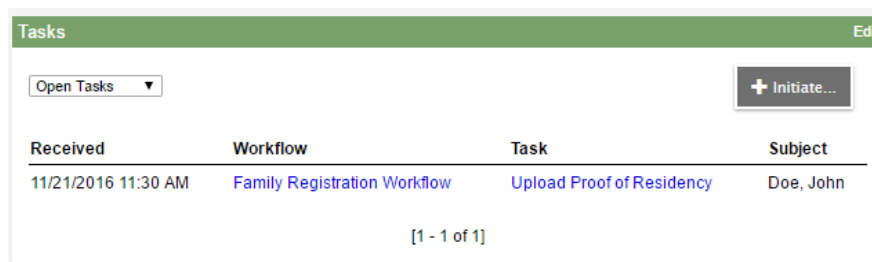 Tasks Ed
Open Tasks
Initiate...
Received Workflow Task Subject
11/21/2016 11:30 AM Family Registration Workflow Upload Proof of Residency Doe, John
[1 - 1 of 1]